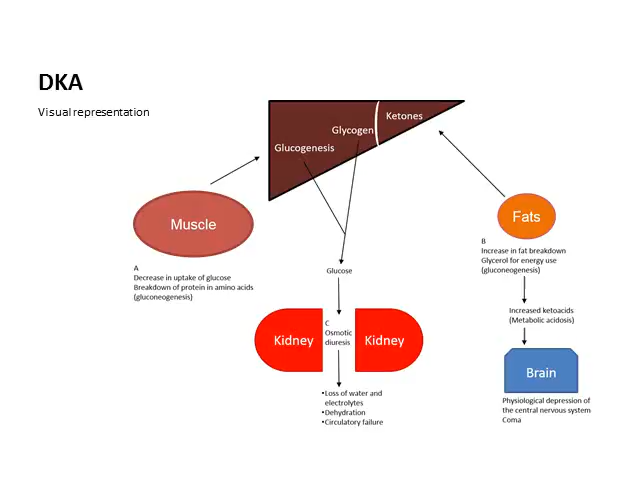 DKA
Visual representation
Ketones
Glycogen
Glucogenesis
Muscle
Fats
A
Decrease in uptake of glucose
Breakdown of protein in amino acids
(gluconeogenesis)
B
Increase in fat breakdown
Glycerol for energy use
(gluconeogenesis)
Glucose
Increased ketoacids
(Metabolic acidosis)
Kidney
C
Osmotic
diuresis
Kidney
Brain
•Loss of water and
electrolytes
•Dehydration
•Circulatory failure
Physiological depression of
the central nervous system
Coma